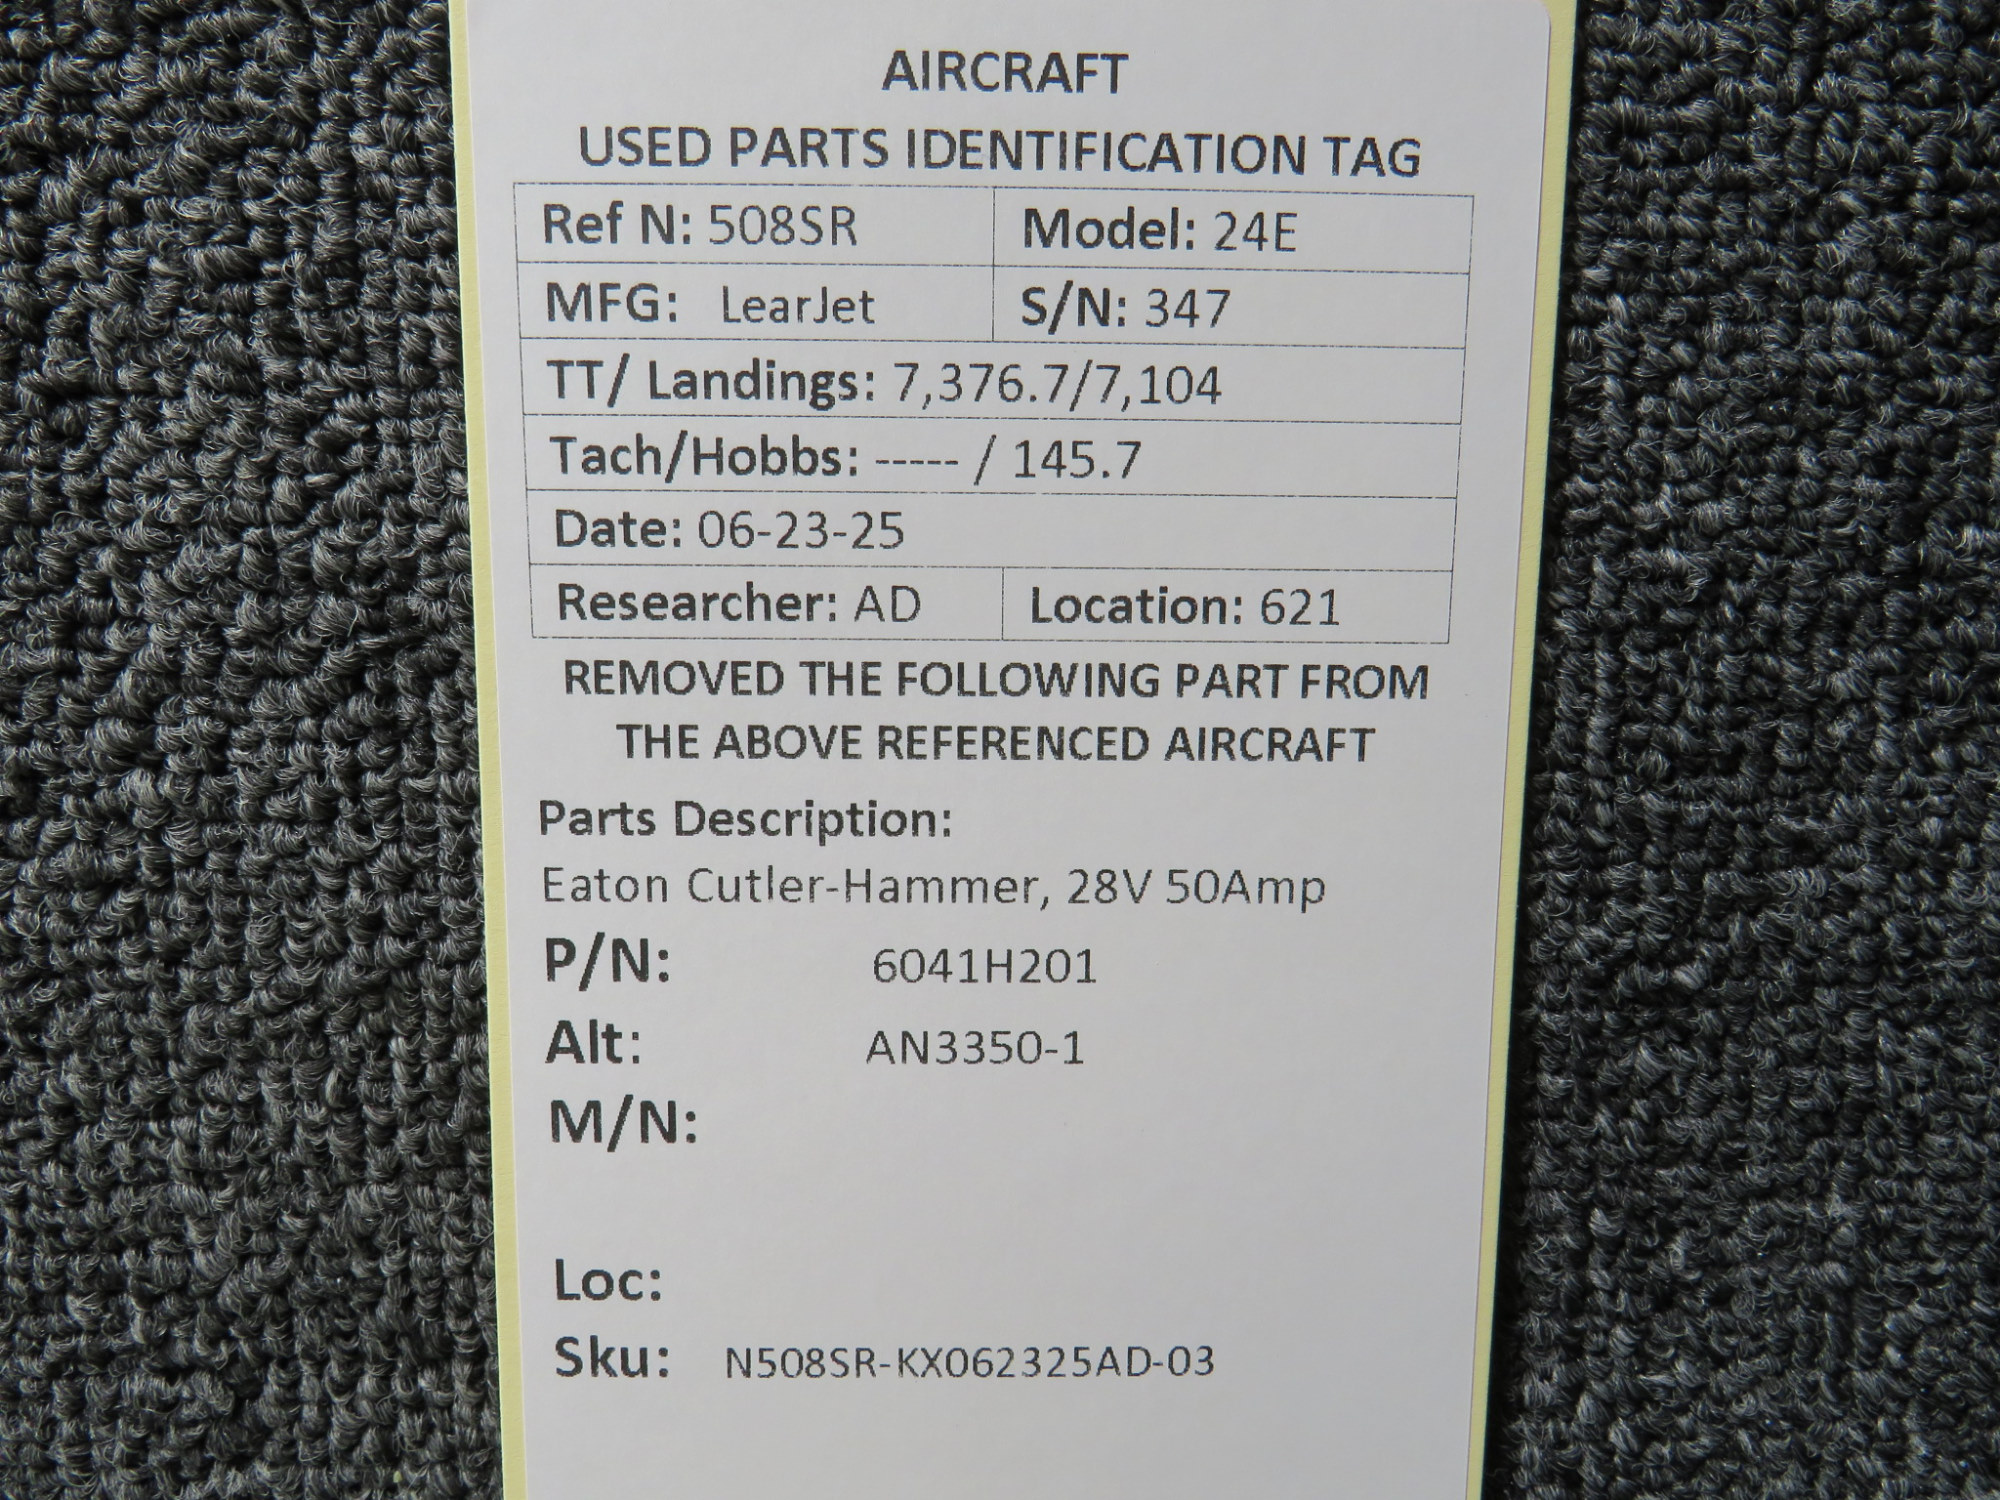 AIRCRAFT
USED PARTS IDENTIFICATION TAG
Ref N: 508SR Model: 24E
MFG: LearJet S/N: 347
TT/ Landings: 7,376.7/7,104
Tach/Hobbs: ----- / 145.7
Date: 06-23-25
Researcher: AD Location: 621
REMOVED THE FOLLOWING PART FROM
THE ABOVE REFERENCED AIRCRAFT
Parts Description:
Eaton Cutler-Hammer, 28V 50Amp
P/N: 6041H201
Alt: AN3350-1
M/N:
Loc:
Sku: N508SR-KX062325AD-03